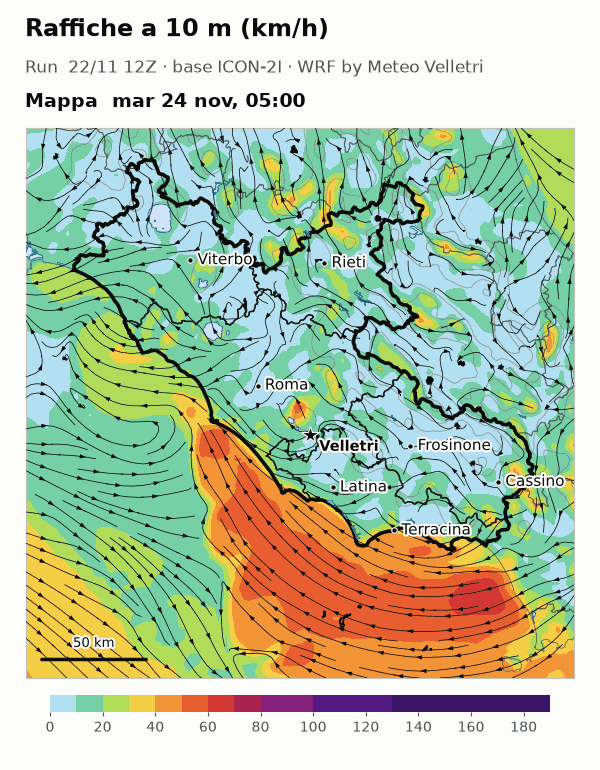 Raffiche a 10 m (km/h)
Run  22/11 12Z · base ICON-2I · WRF by Meteo Velletri
Mappa  mar 24 nov, 05:00
Viterbo
Rieti
Roma
Velletri
Frosinone
Latina
Cassino
Terracina
50 km
0 20 40 60 80 100 120 140 160 180